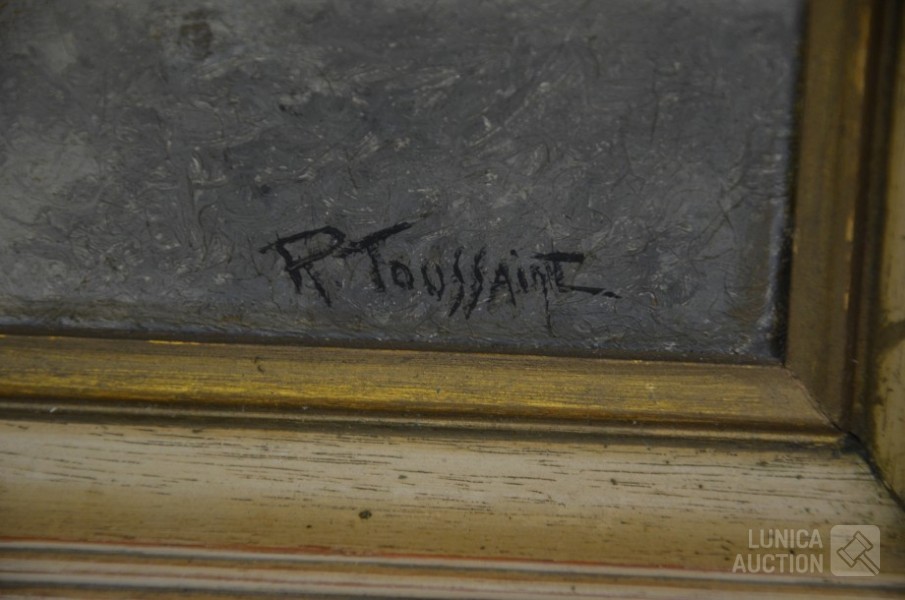 R. Toussaint
LUNICA
AUCTION